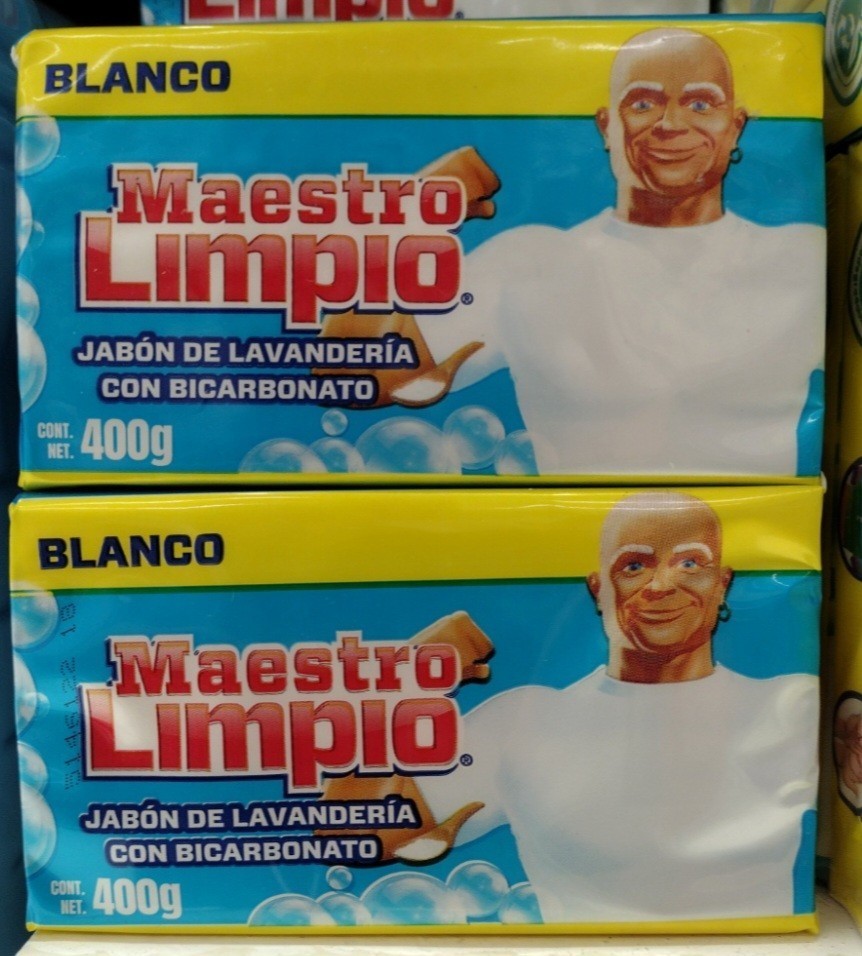 Limpio
BLANCO
Maestro
Limpio®
JABÓN DE LAVANDERÍA
CON BICARBONATO
CONT.
NET. 400g
BLANCO
Maestro
Limpio®
JABÓN DE LAVANDERÍA
CON BICARBONATO
CONT.
NET. 400g